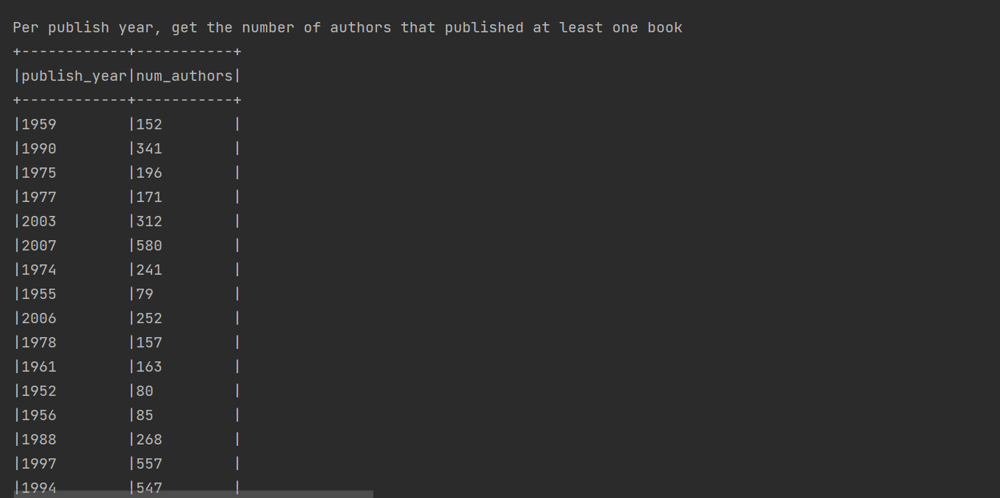 Per publish year, get the number of authors that published at least one book
+------------+-----------+
|publish_year|num_authors|
+------------+-----------+
|1959        |152        |
|1990        |341        |
|1975        |196        |
|1977        |171        |
|2003        |312        |
|2007        |580        |
|1974        |241        |
|1955        |79         |
|2006        |252        |
|1978        |157        |
|1961        |163        |
|1952        |80         |
|1956        |85         |
|1988        |268        |
|1997        |557        |
|1994        |547        |